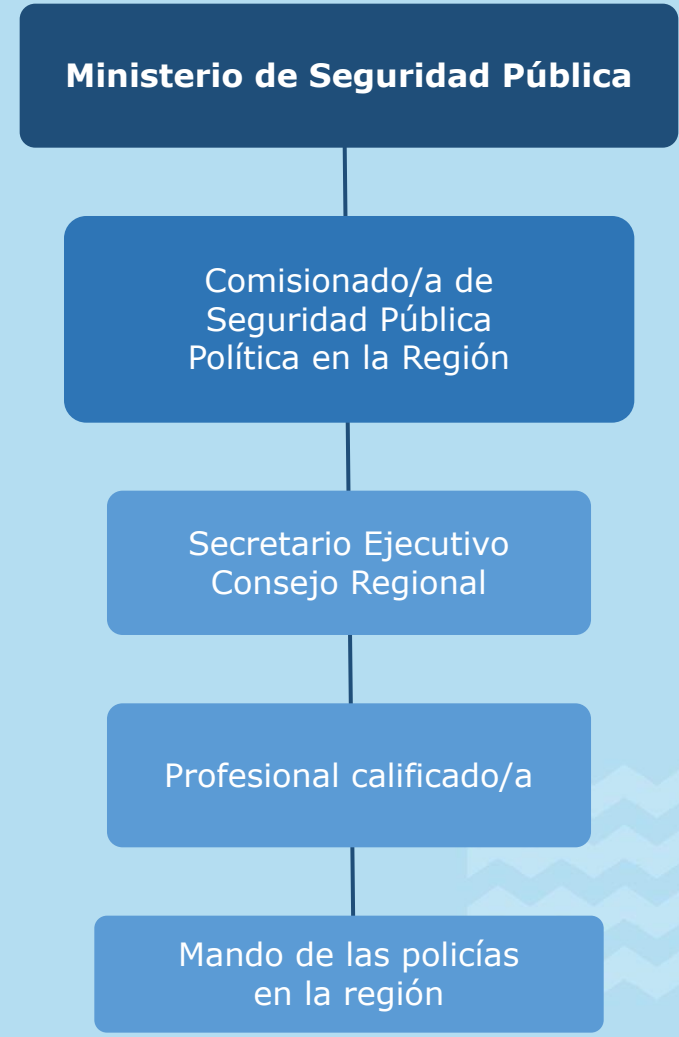 Ministerio de Seguridad Pública
Comisionado/a de
Seguridad Pública
Política en la Región
Secretario Ejecutivo
Consejo Regional
Profesional calificado/a
Mando de las policías
en la región